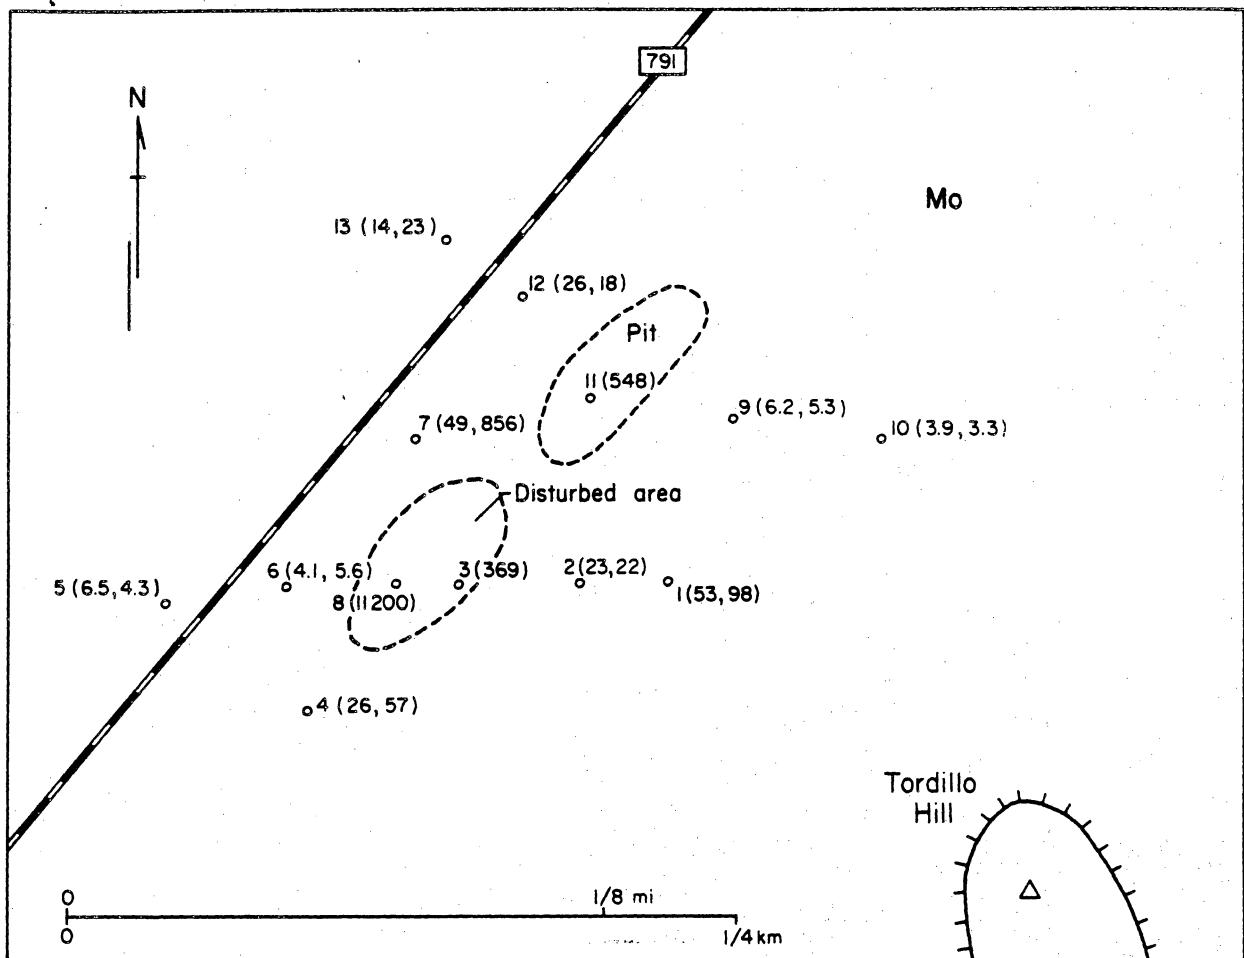 791
N
Mo
13 (14,23)
12 (26,18)
Pit
11 (548)
9 (6.2, 5.3)
7 (49, 856)
10 (3.9, 3.3)
Disturbed area
6 (4.1, 5.6)
3 (369)
2 (23,22)
5 (6.5, 4.3)
8 (11200)
1 (53, 98)
4 (26, 57)
Tordillo
Hill
0
1/8 mi
0
1/4 km